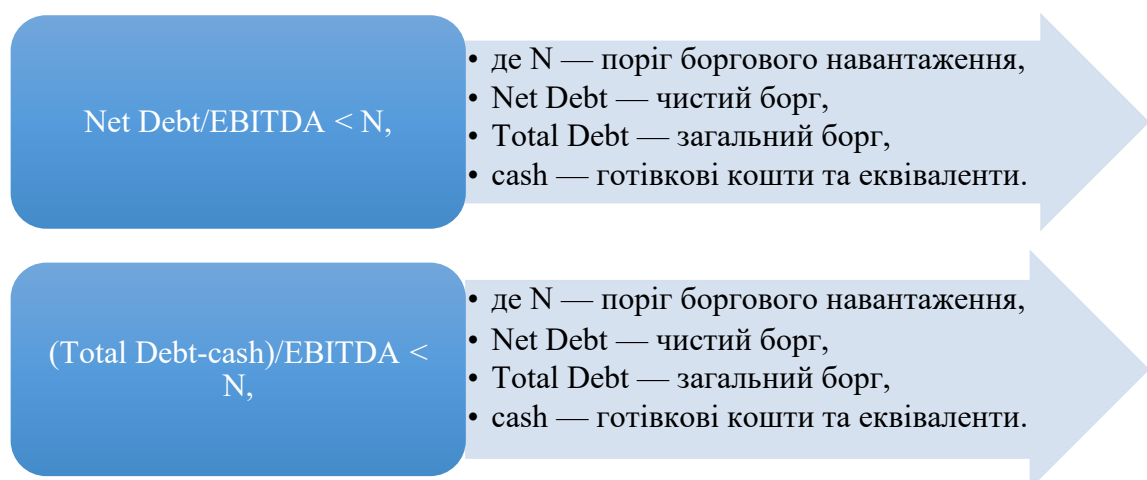 Net Debt/EBITDA < N,
• де N — поріг боргового навантаження,
• Net Debt — чистий борг,
• Total Debt — загальний борг,
• cash — готівкові кошти та еквіваленти.
(Total Debt-cash)/EBITDA <
N,
• де N — поріг боргового навантаження,
• Net Debt — чистий борг,
• Total Debt — загальний борг,
• cash — готівкові кошти та еквіваленти.